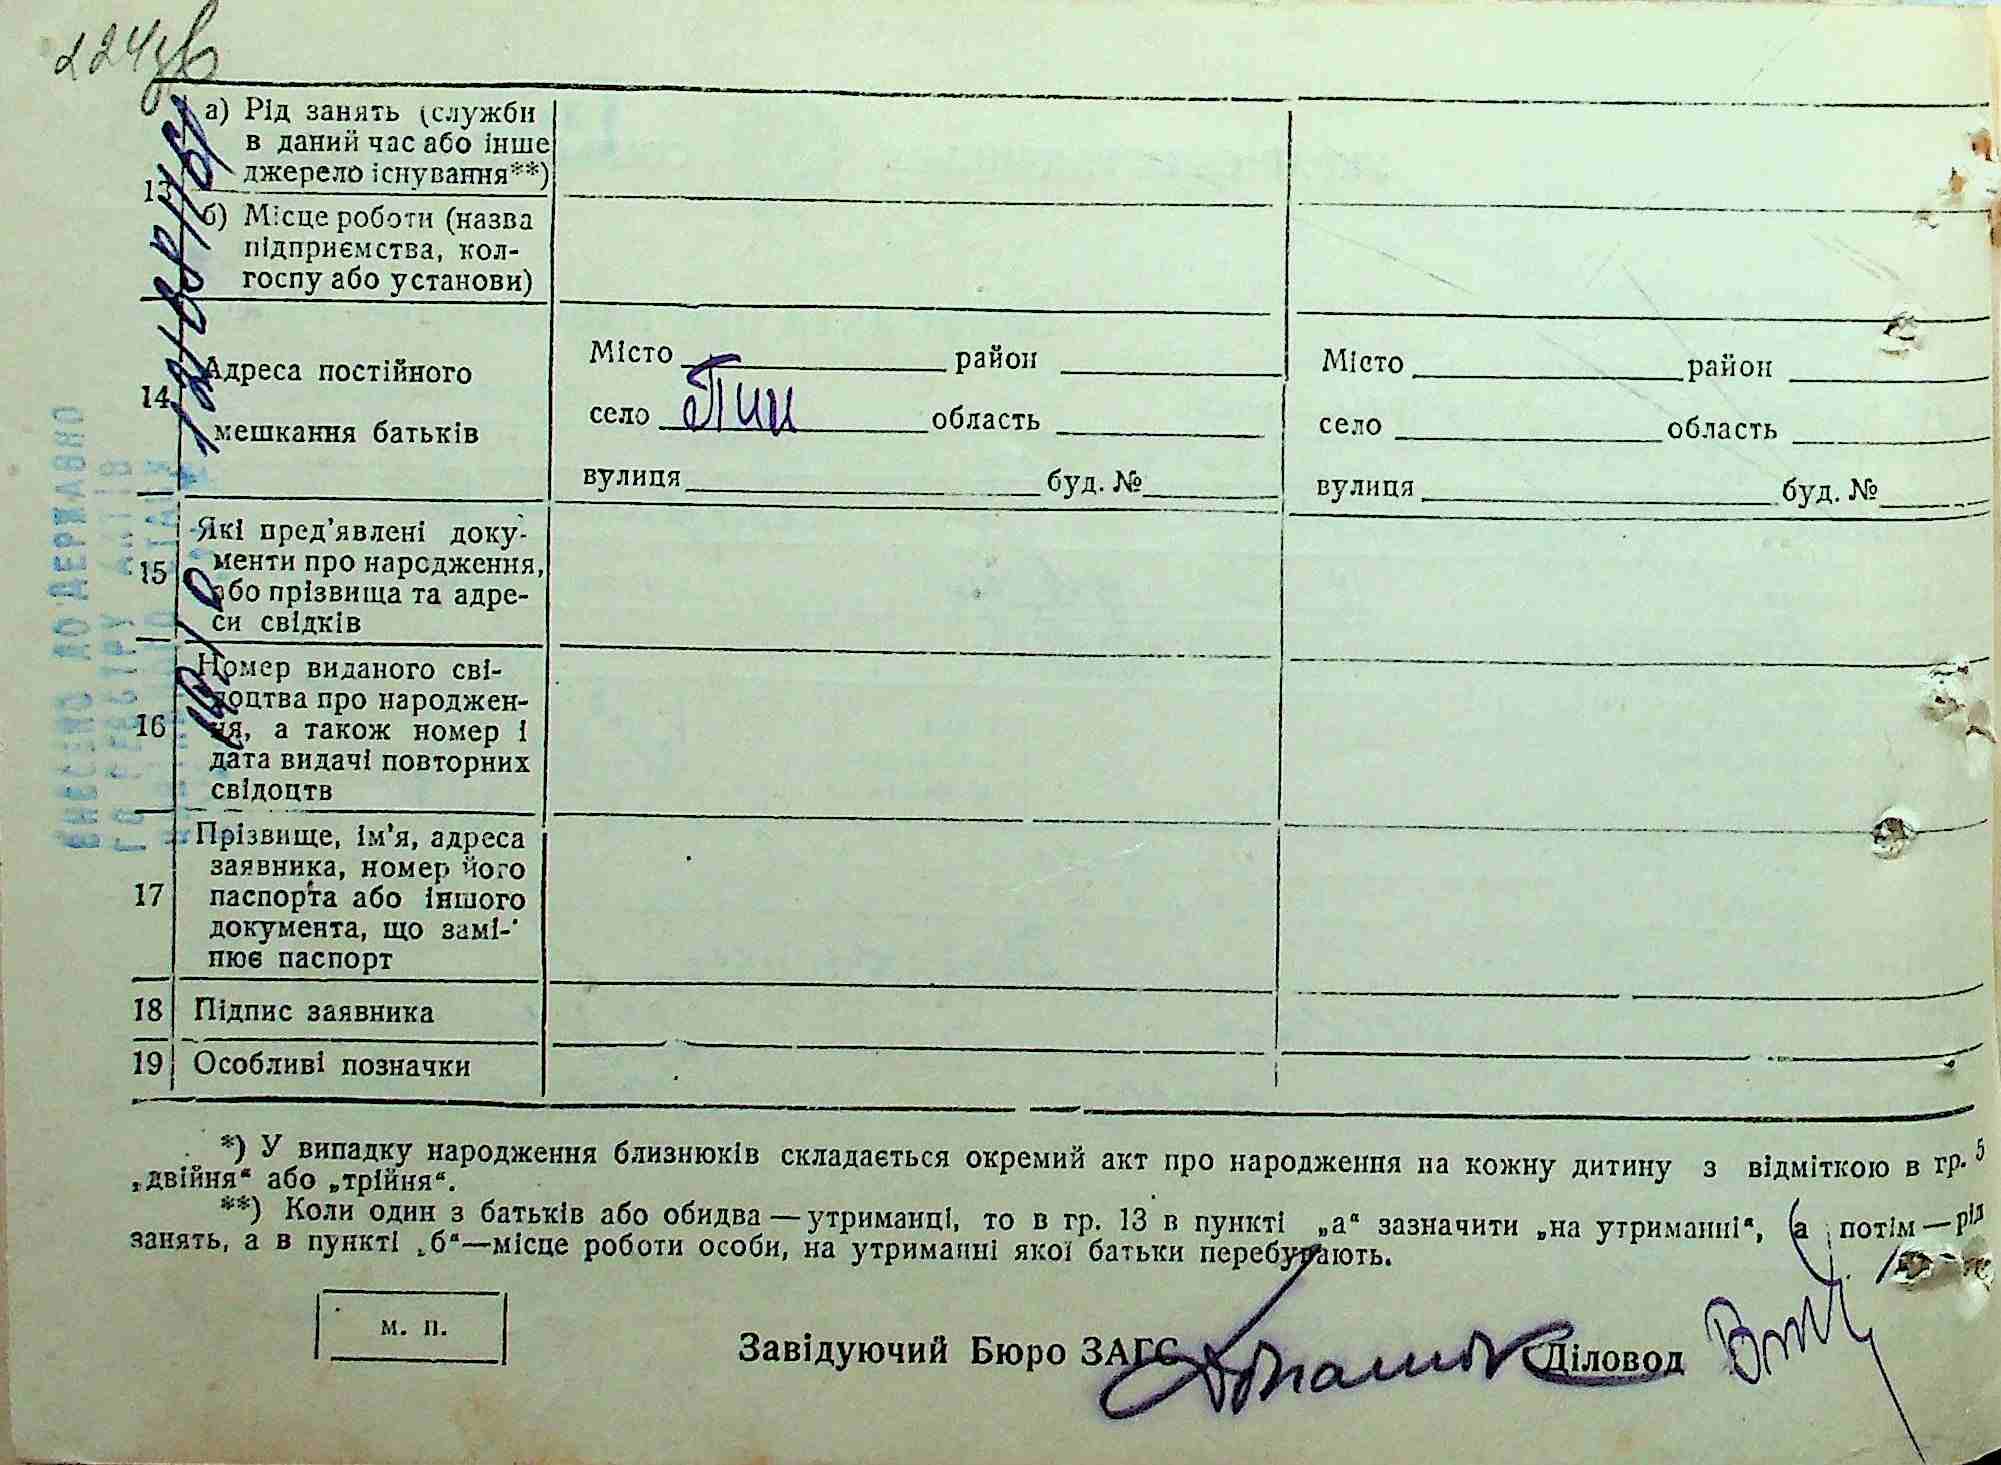 224зв
13
а) Рід занять (служби
в даний час або інше
джерело існування**)
б) Місце роботи (назва
підприємства, кол-
госпу або установи)
14
Адреса постійного
мешкання батьків
Місто район
село Тин область
вулиця буд. №
Місто район
село область
вулиця буд. №
15
Які пред'явлені доку-
менти про народження,
або прізвища та адре-
си свідків
16
Номер виданого сві-
доцтва про народжен-
ня, а також номер і
дата видачі повторних
свідоцтв
17
Прізвище, ім'я, адреса
заявника, номер його
паспорта або іншого
документа, що замі-
нює паспорт
18 Підпис заявника
19 Особливі позначки
ВНЕСЕНО ДО ДЕРЖАВНО
ГО РЕЄСТРУ АКТІВ
*) У випадку народження близнюків складається окремий акт про народження на кожну дитину з відміткою в гр. 5
„двійня“ або „трійня“.
**) Коли один з батьків або обидва — утриманці, то в гр. 13 в пункті „а“ зазначити „на утриманні“, (а потім — рід
занять, а в пункті „б“—місце роботи особи, на утриманні якої батьки перебувають.
м. п.
Завідуючий Бюро ЗАГС Діловод